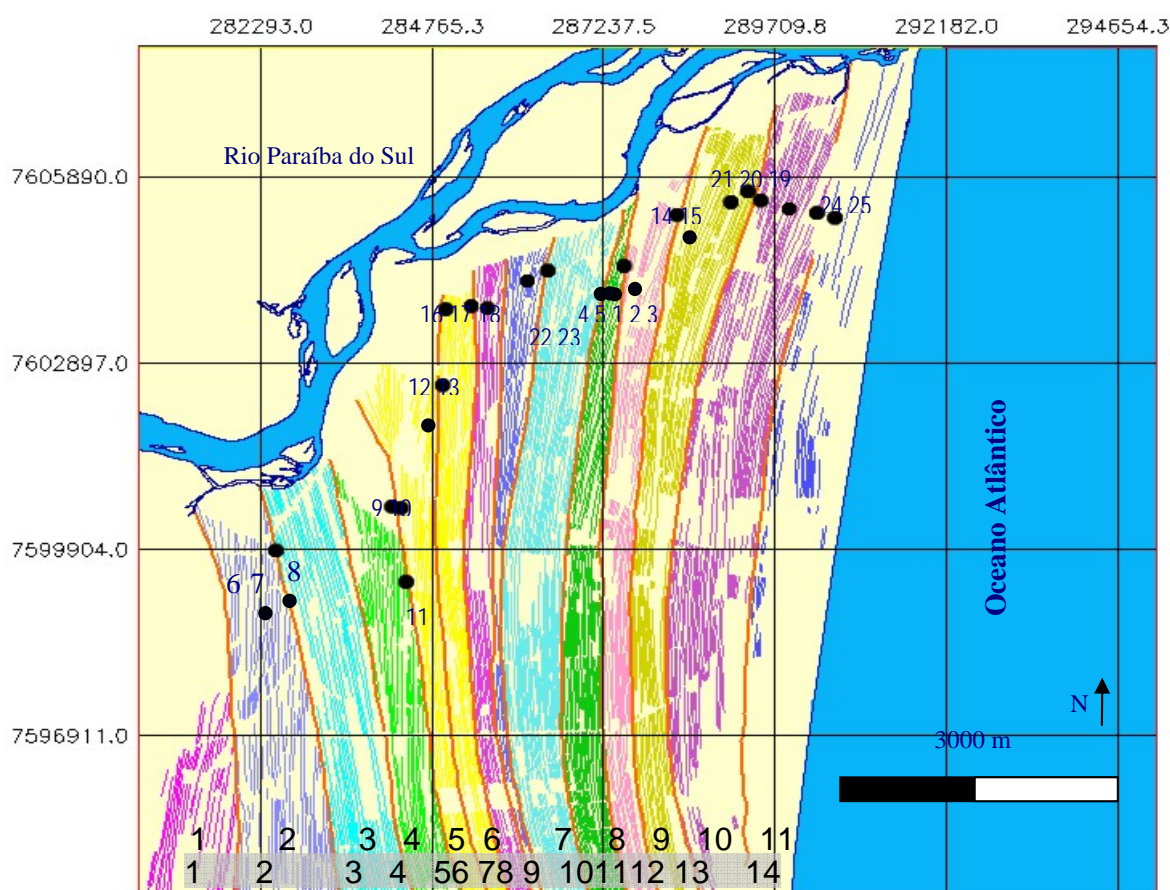 282293.0 284765.3 287237.5 289709.8 292182.0 294654.3
Rio Paraíba do Sul
7605890.0
21 20 19
14 15
24 25
16 17 18
4 5 1 2 3
22 23
7602897.0
12 13
Oceano Atlântico
9 10
7599904.0
6 7 8
11
N
7596911.0
3000 m
1 2 3 4 5 6 7 8 9 10 11
1 2 3 4 56 78 9 10 11 12 13 14